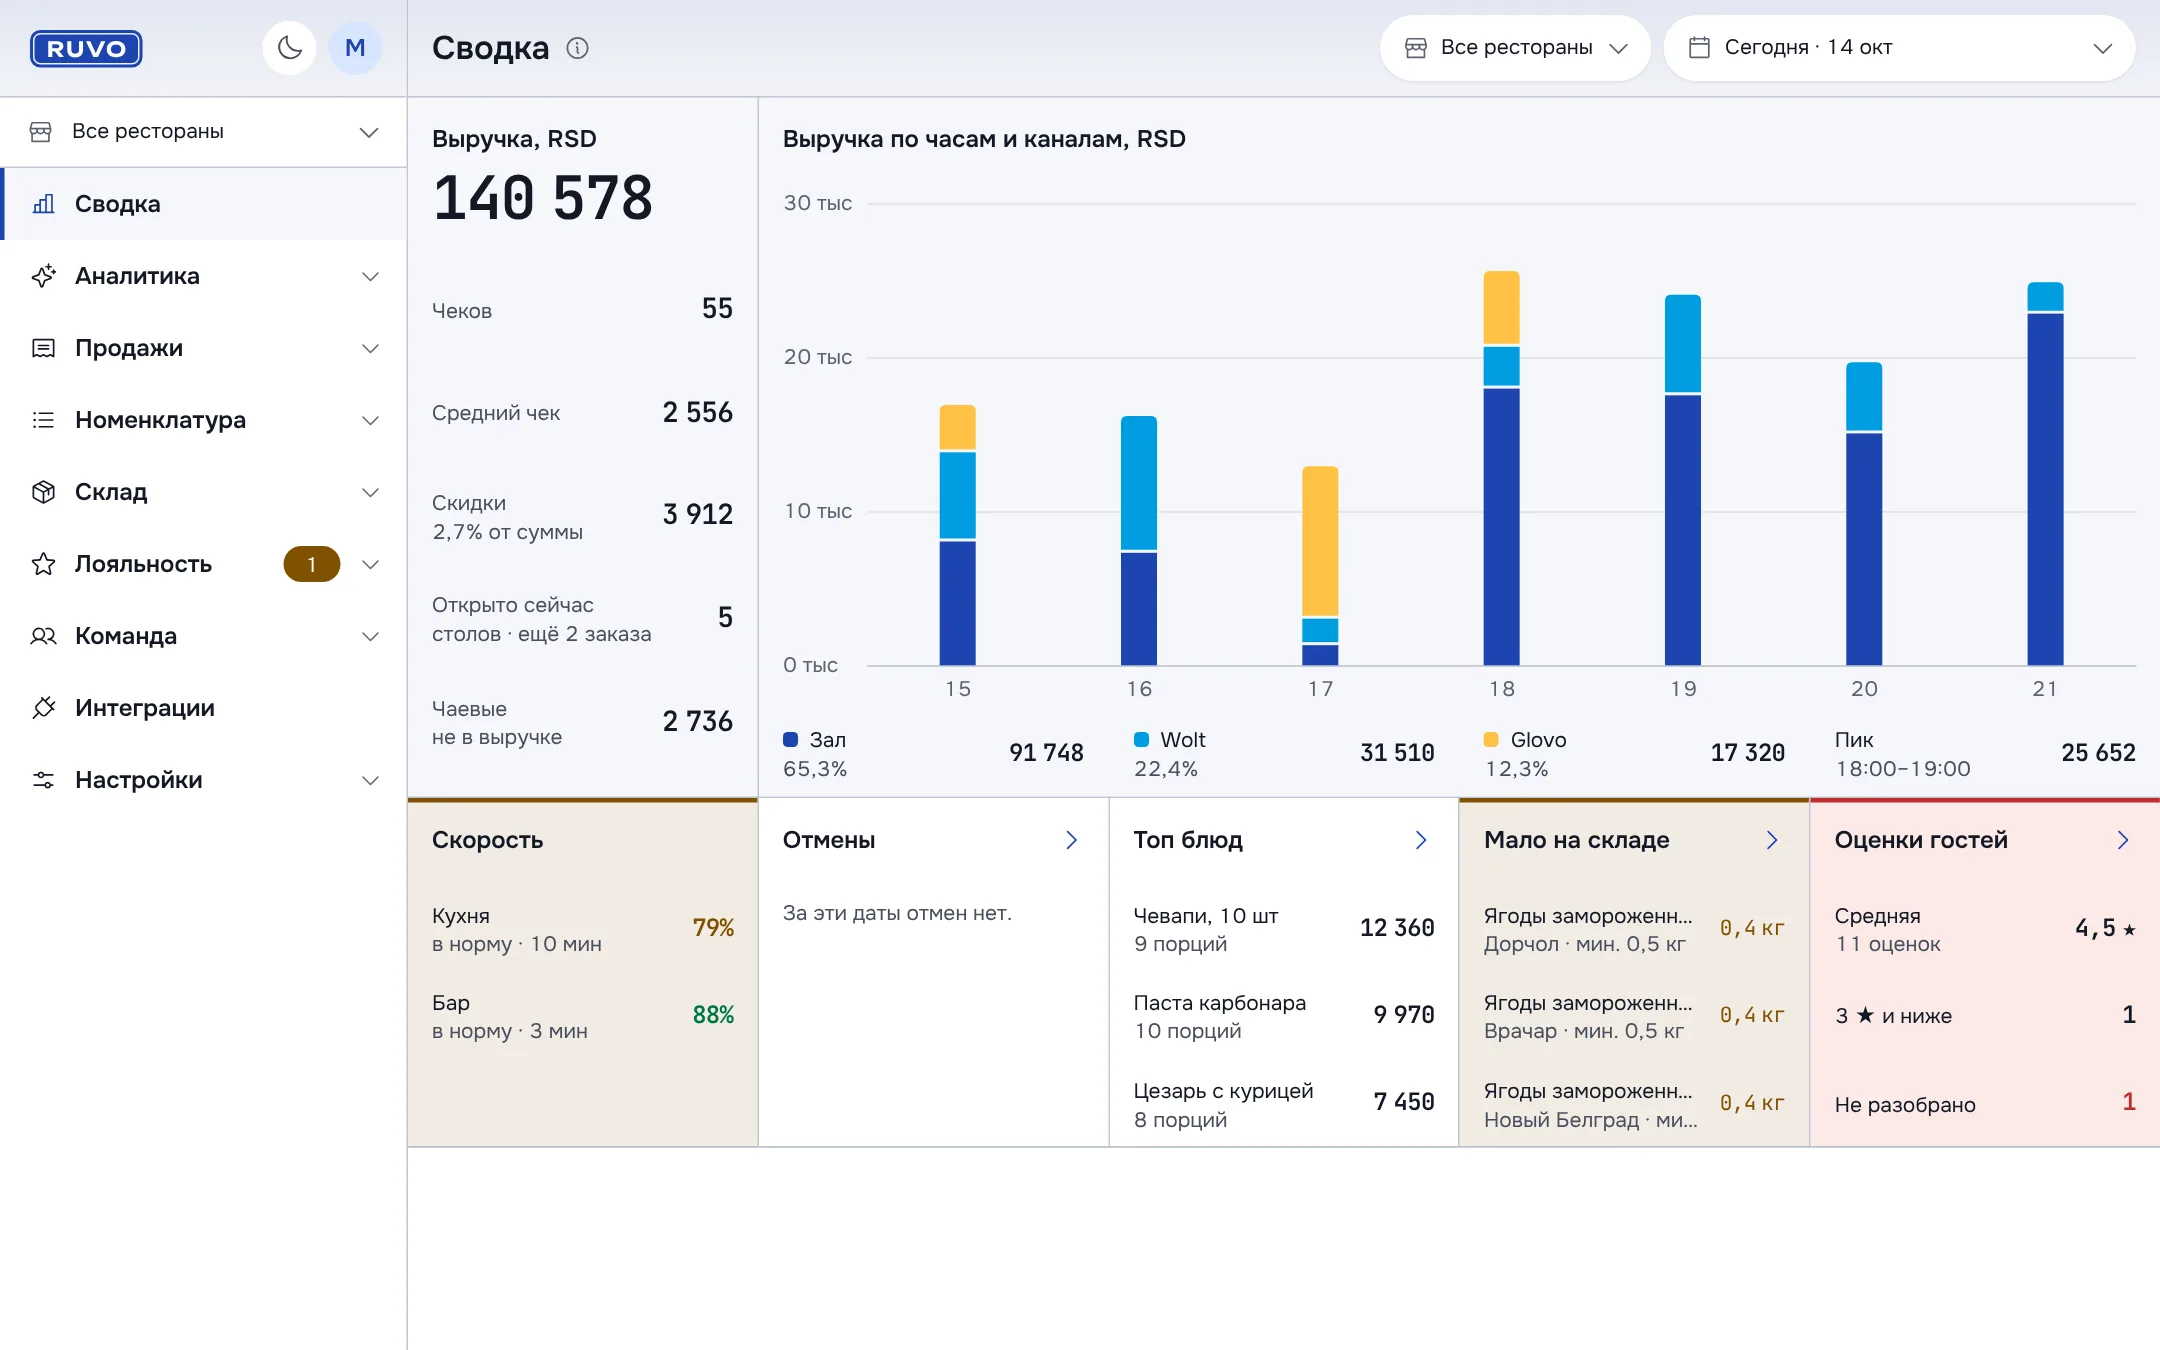 RUVO
M
Сводка
Все рестораны
Сегодня · 14 окт
Все рестораны
Сводка
Аналитика
Продажи
Номенклатура
Склад
Лояльность 1
Команда
Интеграции
Настройки
Выручка, RSD
140 578
Чеков 55
Средний чек 2 556
Скидки
2,7% от суммы
3 912
Открыто сейчас
столов · ещё 2 заказа
5
Чаевые
не в выручке
2 736
Выручка по часам и каналам, RSD
30 тыс
20 тыс
10 тыс
0 тыс
15 16 17 18 19 20 21
Зал
65,3%
91 748
Wolt
22,4%
31 510
Glovo
12,3%
17 320
Пик
18:00–19:00
25 652
Скорость
Кухня
в норму · 10 мин
79%
Бар
в норму · 3 мин
88%
Отмены
За эти даты отмен нет.
Топ блюд
Чевапи, 10 шт
9 порций
12 360
Паста карбонара
10 порций
9 970
Цезарь с курицей
8 порций
7 450
Мало на складе
Ягоды замороженн...
Дорчол · мин. 0,5 кг
0,4 кг
Ягоды замороженн...
Врачар · мин. 0,5 кг
0,4 кг
Ягоды замороженн...
Новый Белград · ми...
0,4 кг
Оценки гостей
Средняя
11 оценок
4,5 ★
3 ★ и ниже 1
Не разобрано 1